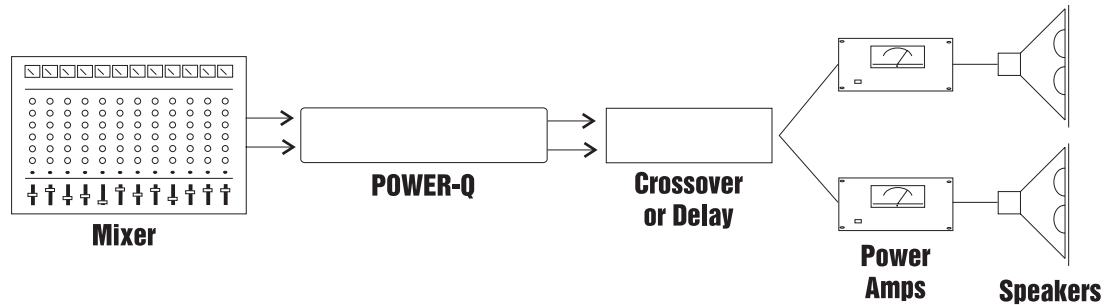 Mixer
POWER-Q
Crossover
or Delay
Power
Amps
Speakers